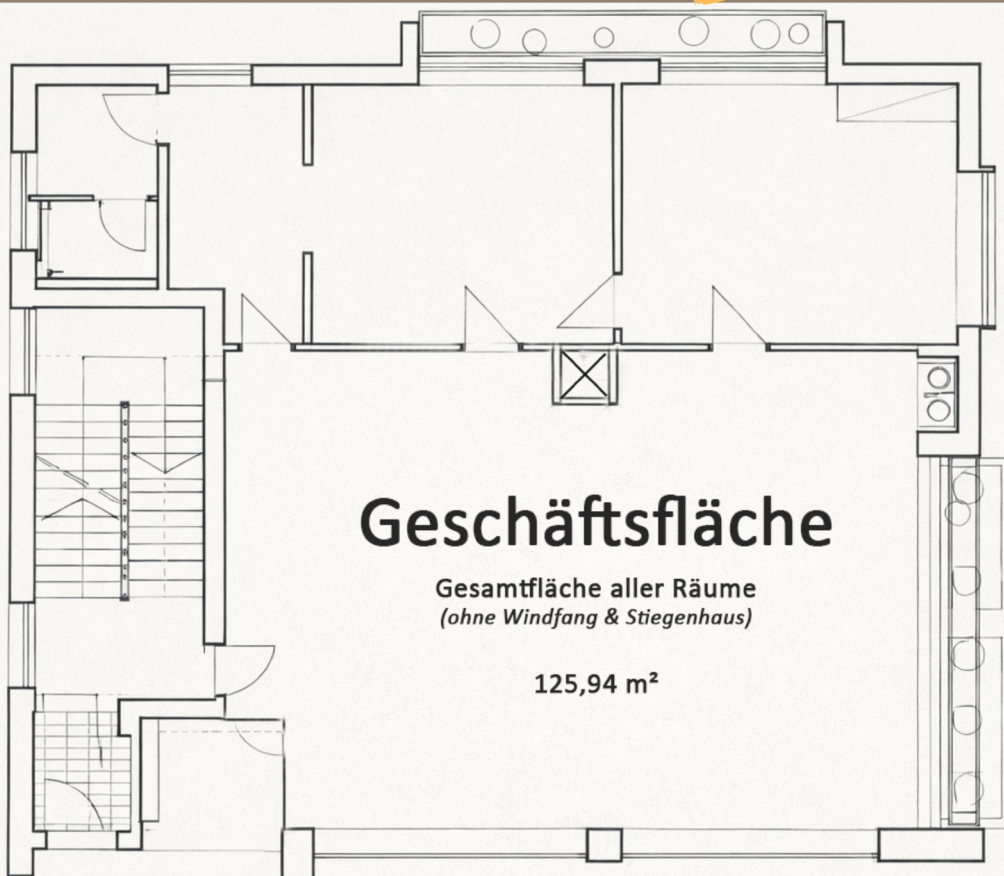 Geschäftsfläche
Gesamtfläche aller Räume
(ohne Windfang & Stiegenhaus)
125,94 m²